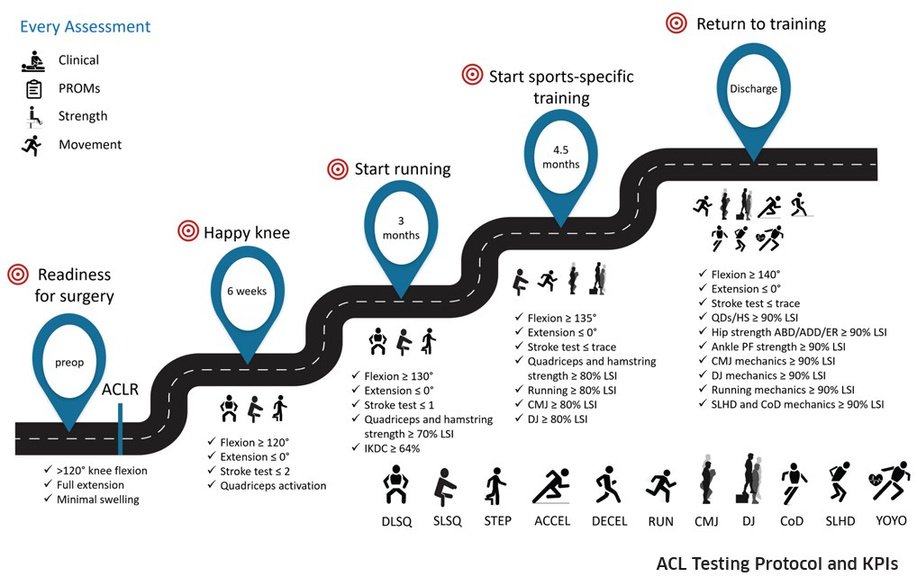 Every Assessment
Clinical
PROMs
Strength
Movement
Readiness
for surgery
preop
ACLR
>120° knee flexion
Full extension
Minimal swelling
Happy knee
6 weeks
Flexion ≥ 120°
Extension ≤ 0°
Stroke test ≤ 2
Quadriceps activation
Start running
3
months
Flexion ≥ 130°
Extension ≤ 0°
Stroke test ≤ 1
Quadriceps and hamstring
strength ≥ 70% LSI
IKDC ≥ 64%
Start sports-specific
training
4.5
months
Flexion ≥ 135°
Extension ≤ 0°
Stroke test ≤ trace
Quadriceps and hamstring
strength ≥ 80% LSI
Running ≥ 80% LSI
CMJ ≥ 80% LSI
DJ ≥ 80% LSI
Return to training
Discharge
Flexion ≥ 140°
Extension ≤ 0°
Stroke test ≤ trace
QDs/HS ≥ 90% LSI
Hip strength ABD/ADD/ER ≥ 90% LSI
Ankle PF strength ≥ 90% LSI
CMJ mechanics ≥ 90% LSI
DJ mechanics ≥ 90% LSI
Running mechanics ≥ 90% LSI
SLHD and CoD mechanics ≥ 90% LSI
DLSQ SLSQ STEP ACCEL DECEL RUN CMJ DJ CoD SLHD YOYO
ACL Testing Protocol and KPIs